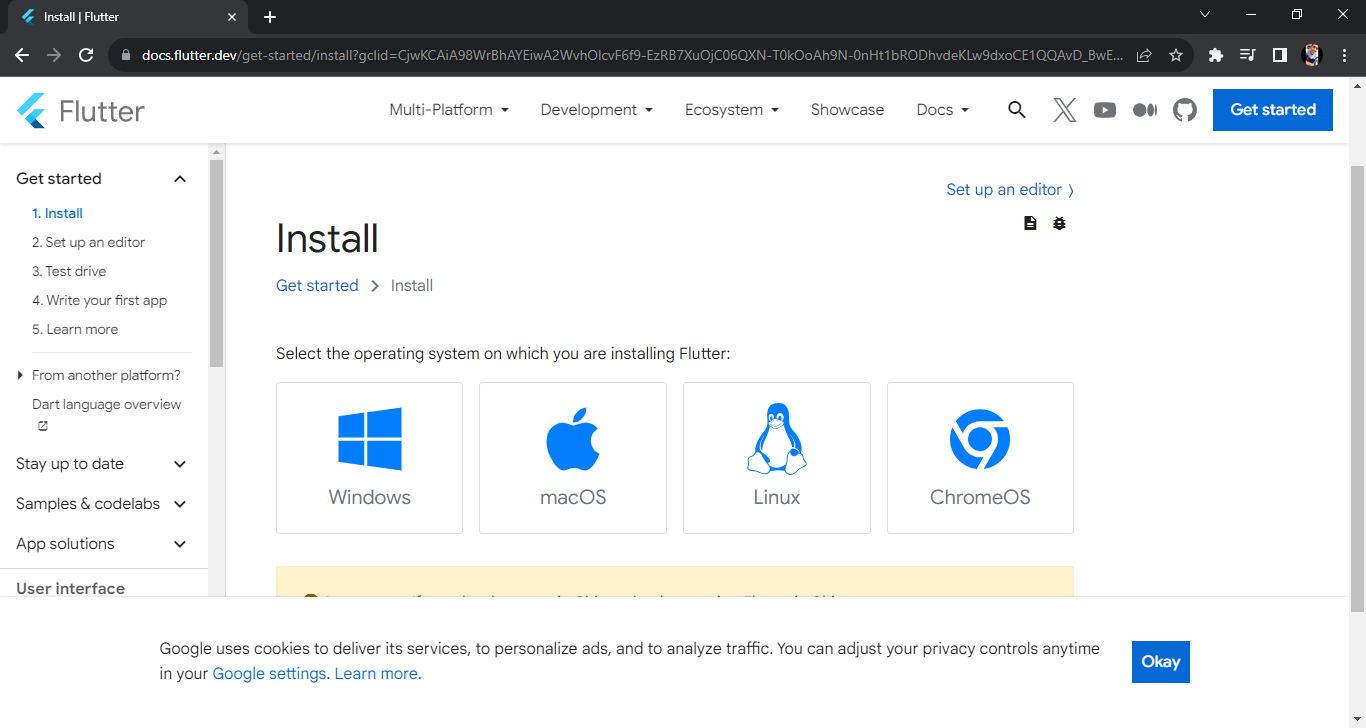 Install | Flutter
docs.flutter.dev/get-started/install?gclid=CjwKCAiA98WrBhAYEiwA2WvhOIcvF6f9-EzRB7XuOjC06QXN-T0kOoAh9N-0nHt1bRODhvdeKLw9dxoCE1QQAvD_BwE...
Flutter
Multi-Platform
Development
Ecosystem
Showcase
Docs
Get started
Get started
1. Install
2. Set up an editor
3. Test drive
4. Write your first app
5. Learn more
From another platform?
Dart language overview
Stay up to date
Samples & codelabs
App solutions
User interface
Set up an editor
Install
Get started
Install
Select the operating system on which you are installing Flutter:
Windows
macOS
Linux
ChromeOS
Google uses cookies to deliver its services, to personalize ads, and to analyze traffic. You can adjust your privacy controls anytime
in your Google settings. Learn more.
Okay